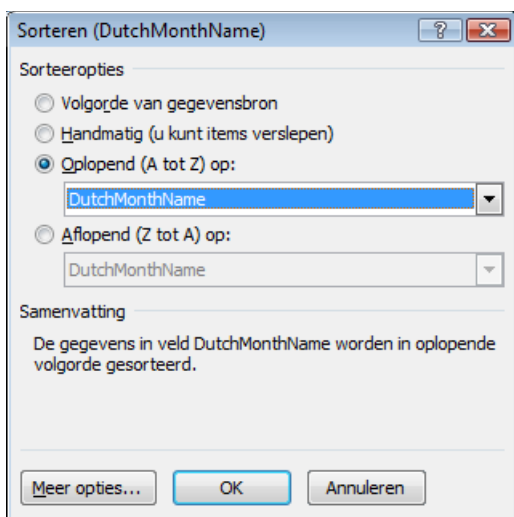 Sorteren (DutchMonthName)
Sorteeropties
Volgorde van gegevensbron
Handmatig (u kunt items verslepen)
Oplopend (A tot Z) op:
DutchMonthName
Aflopend (Z tot A) op:
DutchMonthName
Samenvatting
De gegevens in veld DutchMonthName worden in oplopende
volgorde gesorteerd.
Meer opties... OK Annuleren